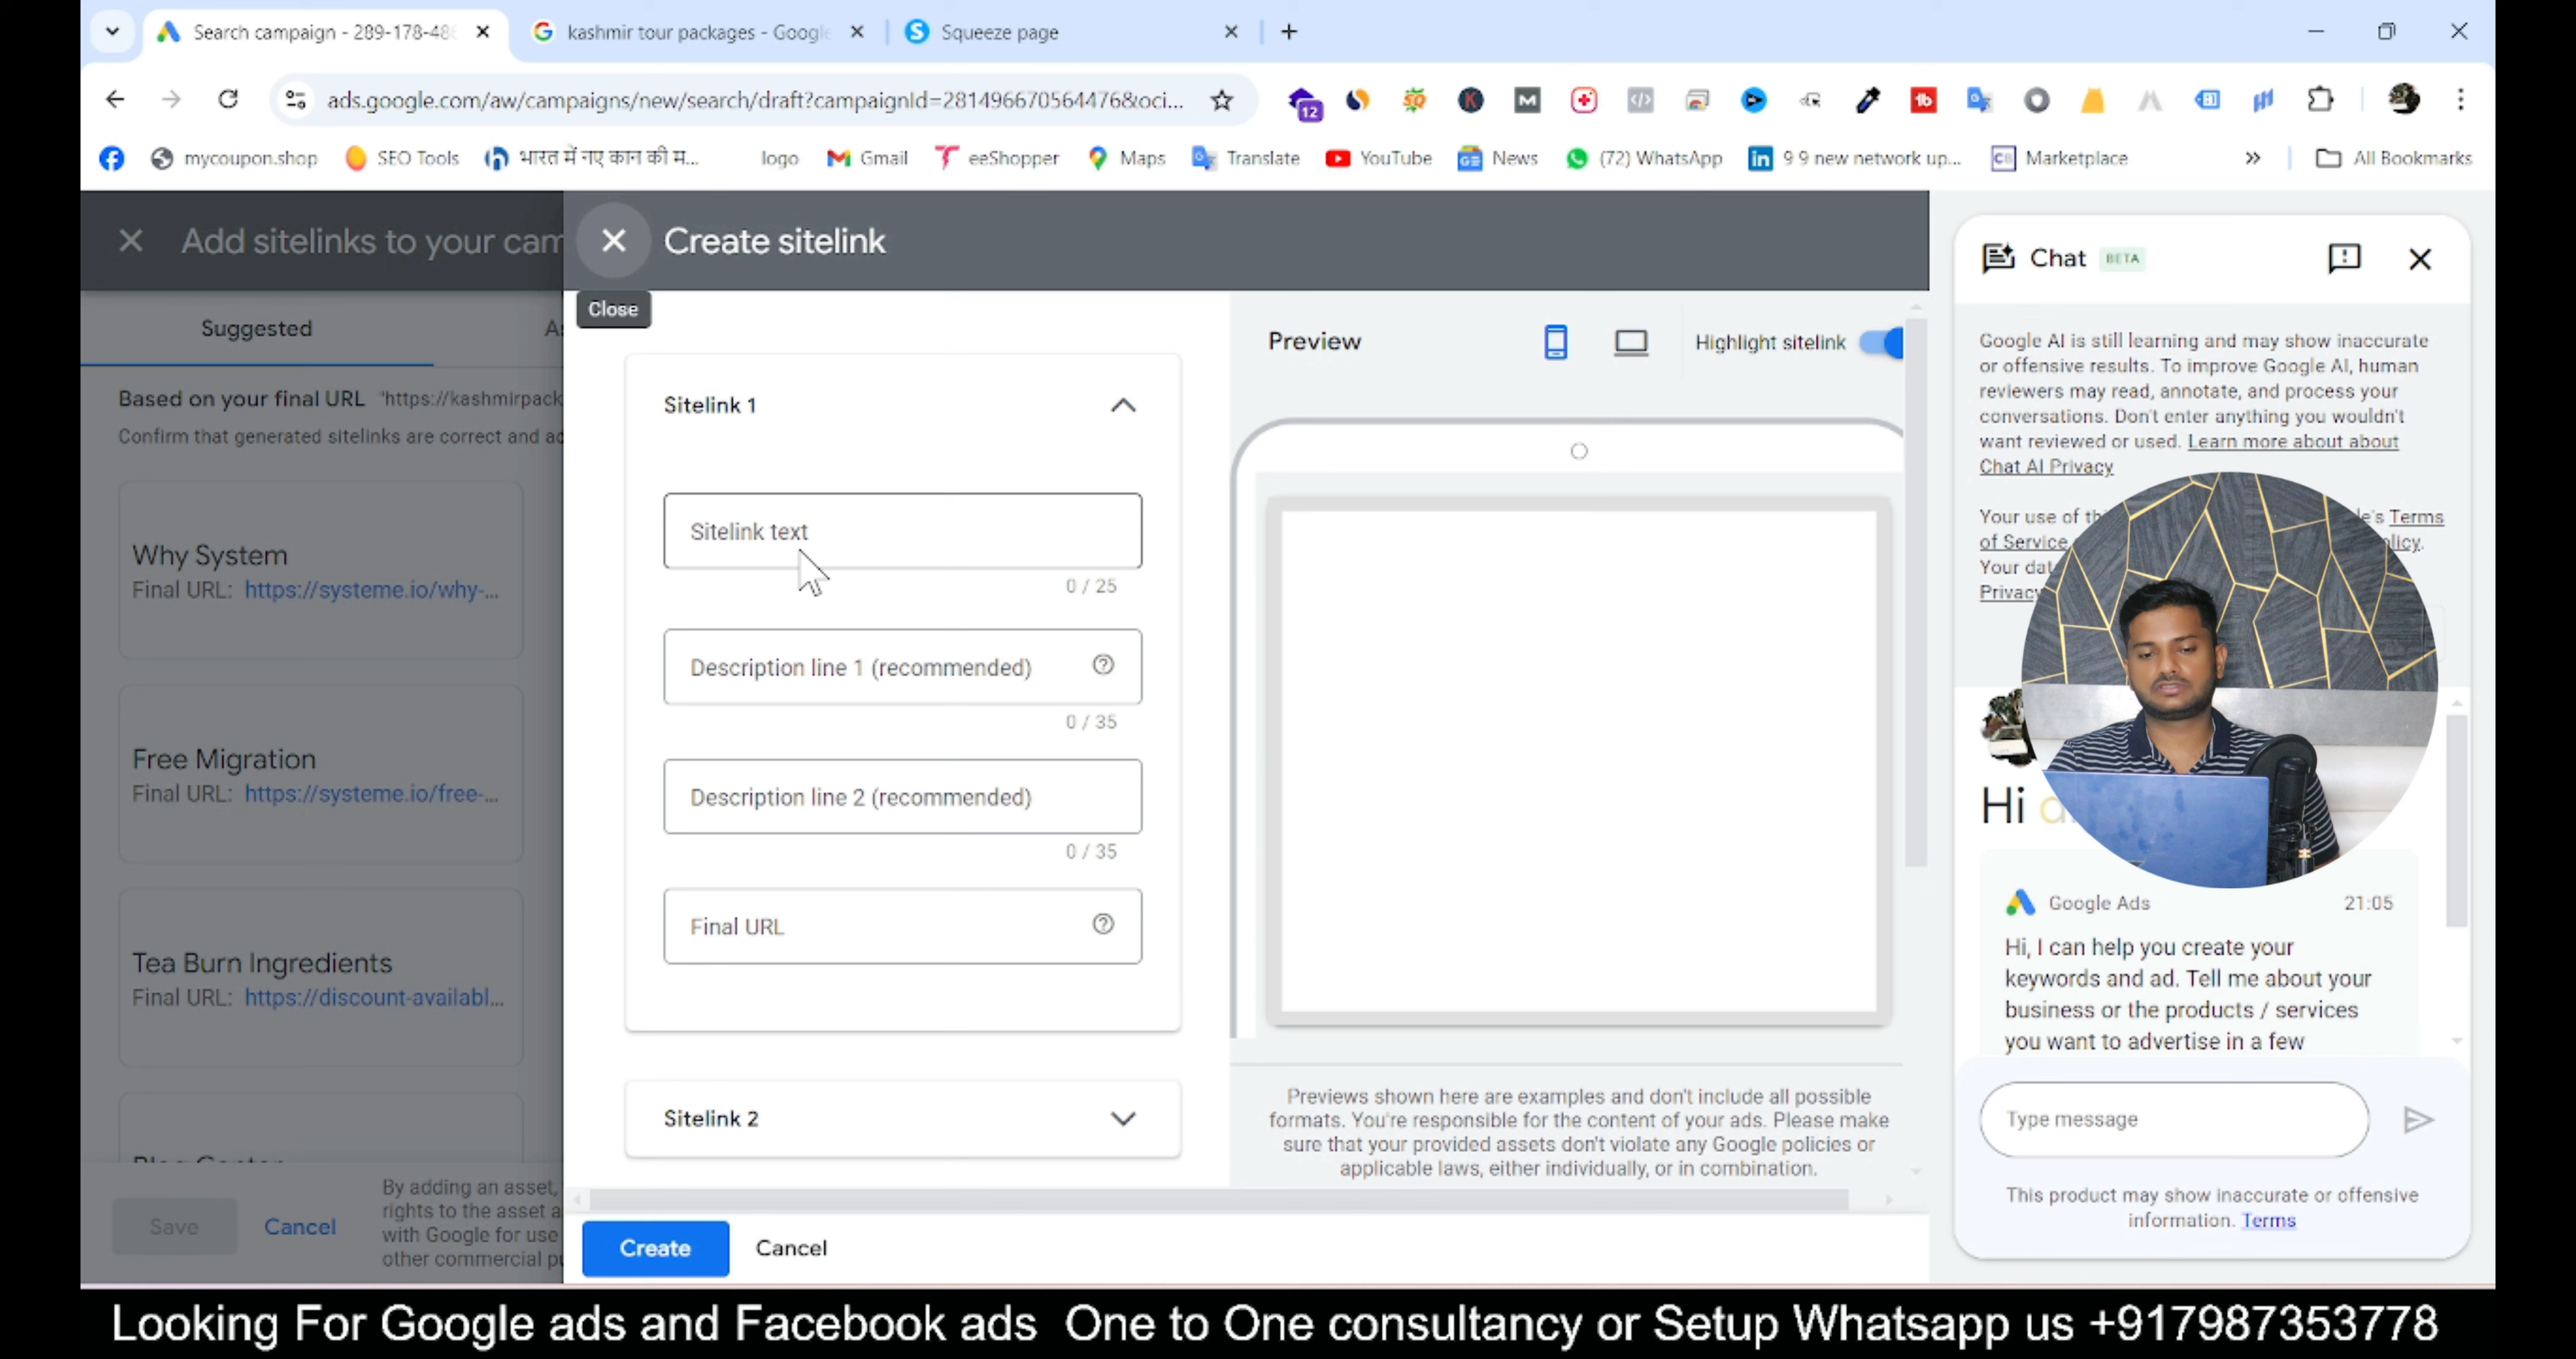 Search campaign - 289-178-48
kashmir tour packages - Google
Squeeze page
ads.google.com/aw/campaigns/new/search/draft?campaignId=281496670564476&oci...
12
mycoupon.shop
SEO Tools
भारत में नए कान की म...
logo
Gmail
eeShopper
Maps
Translate
YouTube
News
(72) WhatsApp
9 9 new network up...
Marketplace
All Bookmarks
Add sitelinks to your cam
Create sitelink
Close
Suggested
Based on your final URL "https://kashmirpack
Confirm that generated sitelinks are correct and
Why System
Final URL: https://systeme.io/why-...
Free Migration
Final URL: https://systeme.io/free-...
Tea Burn Ingredients
Final URL: https://discount-availabl...
Save
Cancel
By adding an asset,
rights to the asset
with Google for use
other commercial
Sitelink 1
Sitelink text
0 / 25
Description line 1 (recommended)
0 / 35
Description line 2 (recommended)
0 / 35
Final URL
Sitelink 2
Create
Cancel
Preview
Highlight sitelink
Previews shown here are examples and don't include all possible
formats. You're responsible for the content of your ads. Please make
sure that your provided assets don't violate any Google policies or
applicable laws, either individually, or in combination.
Chat BETA
Google AI is still learning and may show inaccurate
or offensive results. To improve Google AI, human
reviewers may read, annotate, and process your
conversations. Don't enter anything you wouldn't
want reviewed or used. Learn more about about
Chat AI Privacy
Your use of Terms
of Service
Your
Privacy
Hi
Google Ads
21:05
Hi, I can help you create your
keywords and ad. Tell me about your
business or the products / services
you want to advertise in a few
Type message
This product may show inaccurate or offensive
information. Terms
Looking For Google ads and Facebook ads One to One consultancy or Setup Whatsapp us +917987353778